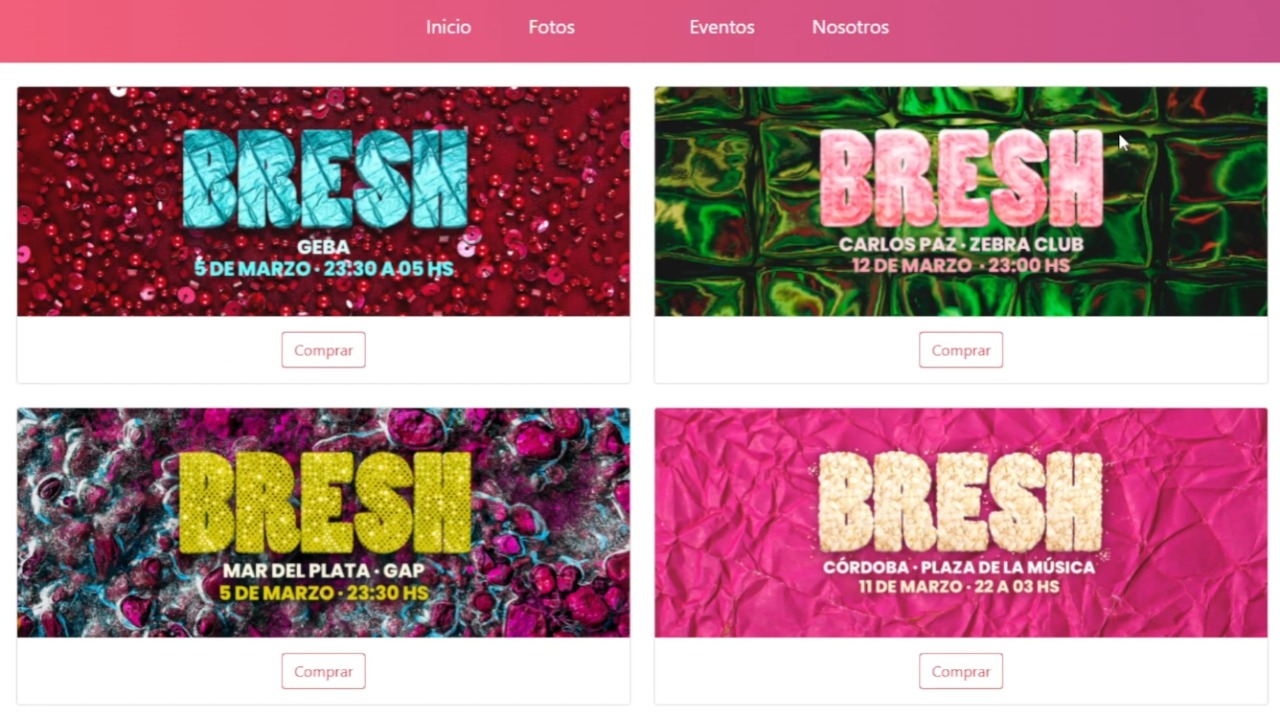 Inicio Fotos Eventos Nosotros
BRESH
GEBA
5 DE MARZO · 23:30 A 05 HS
Comprar
BRESH
CARLOS PAZ · ZEBRA CLUB
12 DE MARZO · 23:00 HS
Comprar
BRESH
MAR DEL PLATA · GAP
5 DE MARZO · 23:30 HS
Comprar
BRESH
CÓRDOBA · PLAZA DE LA MÚSICA
11 DE MARZO · 22 A 03 HS
Comprar